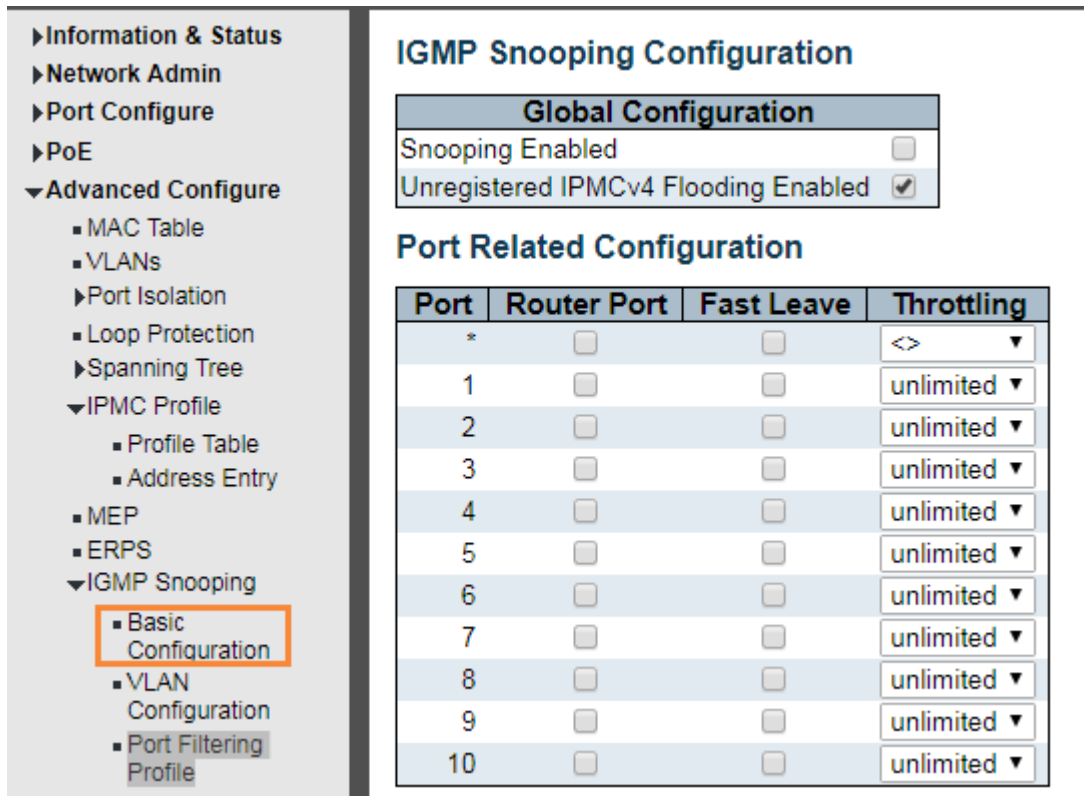 Information & Status
Network Admin
Port Configure
PoE
Advanced Configure
MAC Table
VLANs
Port Isolation
Loop Protection
Spanning Tree
IPMC Profile
Profile Table
Address Entry
MEP
ERPS
IGMP Snooping
Basic
Configuration
VLAN
Configuration
Port Filtering
Profile
IGMP Snooping Configuration
Global Configuration
Snooping Enabled
Unregistered IPMCv4 Flooding Enabled
Port Related Configuration
Port Router Port Fast Leave Throttling
* <>
1 unlimited
2 unlimited
3 unlimited
4 unlimited
5 unlimited
6 unlimited
7 unlimited
8 unlimited
9 unlimited
10 unlimited